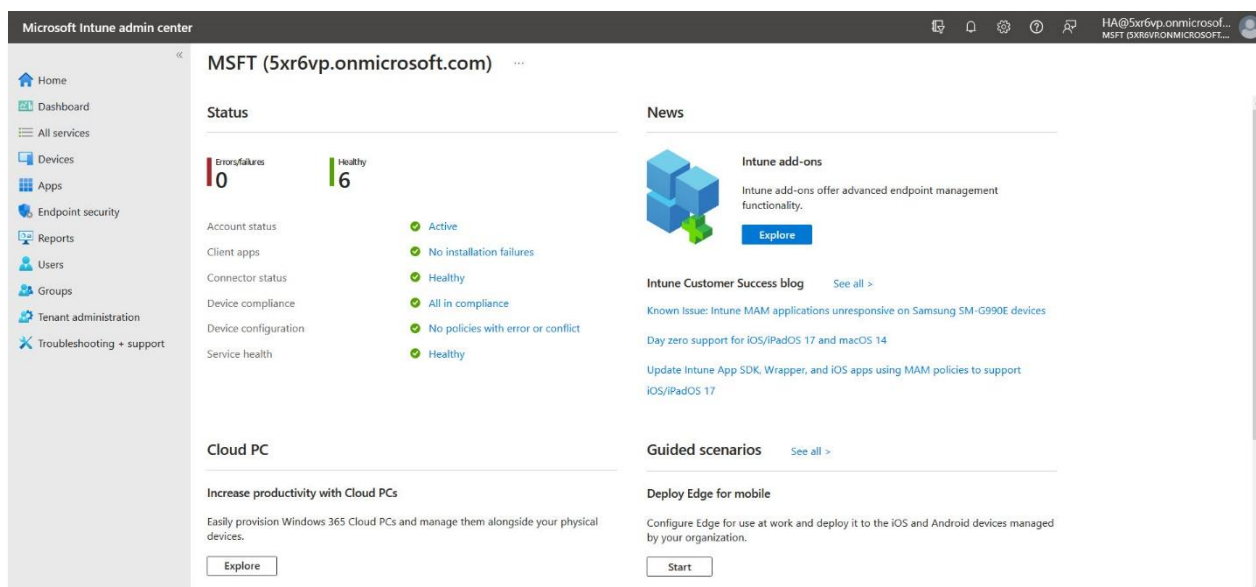 Microsoft Intune admin center
HA@5xr6vp.onmicrosof...
MSFT (5XR6VP.ONMICROSOFT....
«
Home
Dashboard
All services
Devices
Apps
Endpoint security
Reports
Users
Groups
Tenant administration
Troubleshooting + support
MSFT (5xr6vp.onmicrosoft.com) ...
Status
Errors/failures
0
Healthy
6
Account status
Active
Client apps
No installation failures
Connector status
Healthy
Device compliance
All in compliance
Device configuration
No policies with error or conflict
Service health
Healthy
News
Intune add-ons
Intune add-ons offer advanced endpoint management
functionality.
Explore
Intune Customer Success blog
See all >
Known Issue: Intune MAM applications unresponsive on Samsung SM-G990E devices
Day zero support for iOS/iPadOS 17 and macOS 14
Update Intune App SDK, Wrapper, and iOS apps using MAM policies to support
iOS/iPadOS 17
Cloud PC
Increase productivity with Cloud PCs
Easily provision Windows 365 Cloud PCs and manage them alongside your physical
devices.
Explore
Guided scenarios
See all >
Deploy Edge for mobile
Configure Edge for use at work and deploy it to the iOS and Android devices managed
by your organization.
Start